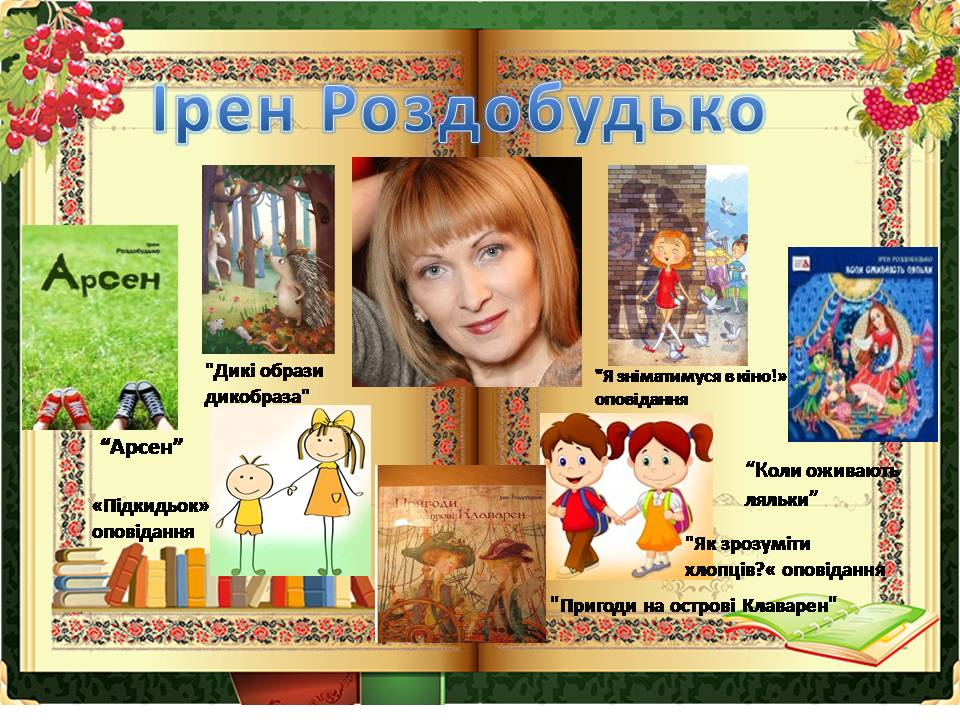 Ірен Роздобудько
Ірен
Роздобудько
Арсен
"Дикі образи
дикобраза"
"Я зніматимуся в кіно!»
оповідання
ІРЕН РОЗДОБУДЬКО
КОЛИ ОЖИВАЮТЬ ЛЯЛЬКИ
“Арсен”
«Підкидьок»
оповідання
Ірен Роздобудько
Пригоди
острові Клаварен
“Коли оживають
ляльки”
"Як зрозуміти
хлопців?« оповідання
"Пригоди на острові Клаварен"